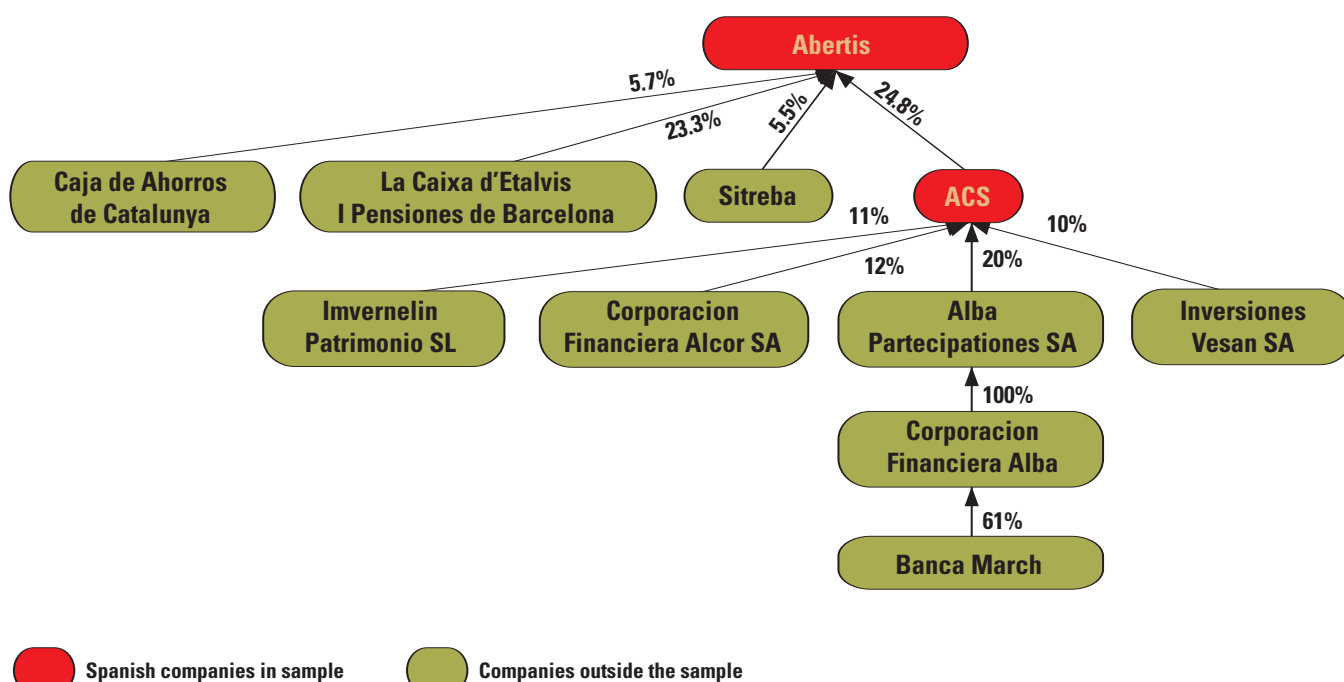 Abertis
5.7%
23.3%
5.5%
24.8%
Caja de Ahorros
de Catalunya
La Caixa d'Etalvis
I Pensiones de Barcelona
Sitreba
ACS
11%
12%
20%
10%
Imvernelin
Patrimonio SL
Corporacion
Financiera Alcor SA
Alba
Partecipationes SA
Inversiones
Vesan SA
100%
Corporacion
Financiera Alba
61%
Banca March
Spanish companies in sample
Companies outside the sample